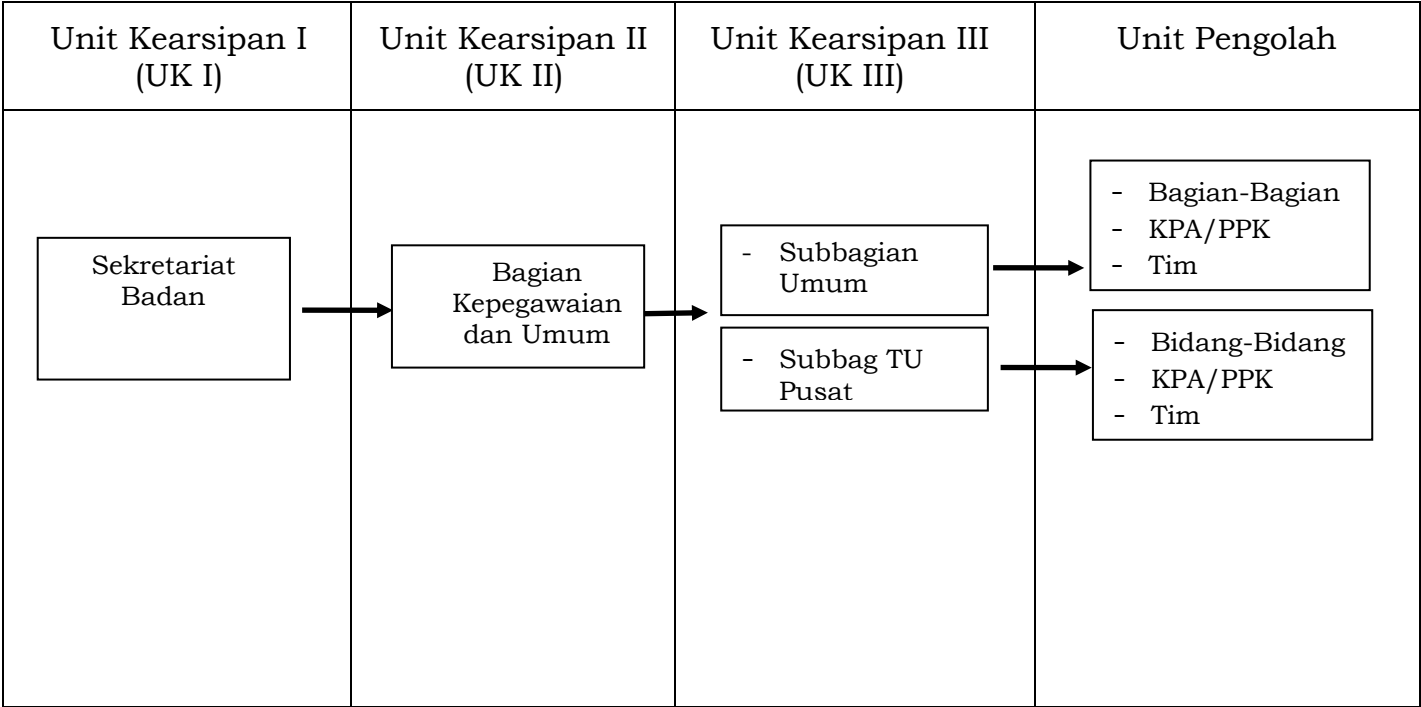 Unit Kearsipan I
(UK I)
Unit Kearsipan II
(UK II)
Unit Kearsipan III
(UK III)
Unit Pengolah
Sekretariat
Badan
Bagian
Kepegawaian
dan Umum
- Subbagian
Umum
- Subbag TU
Pusat
- Bagian-Bagian
- KPA/PPK
- Tim
- Bidang-Bidang
- KPA/PPK
- Tim